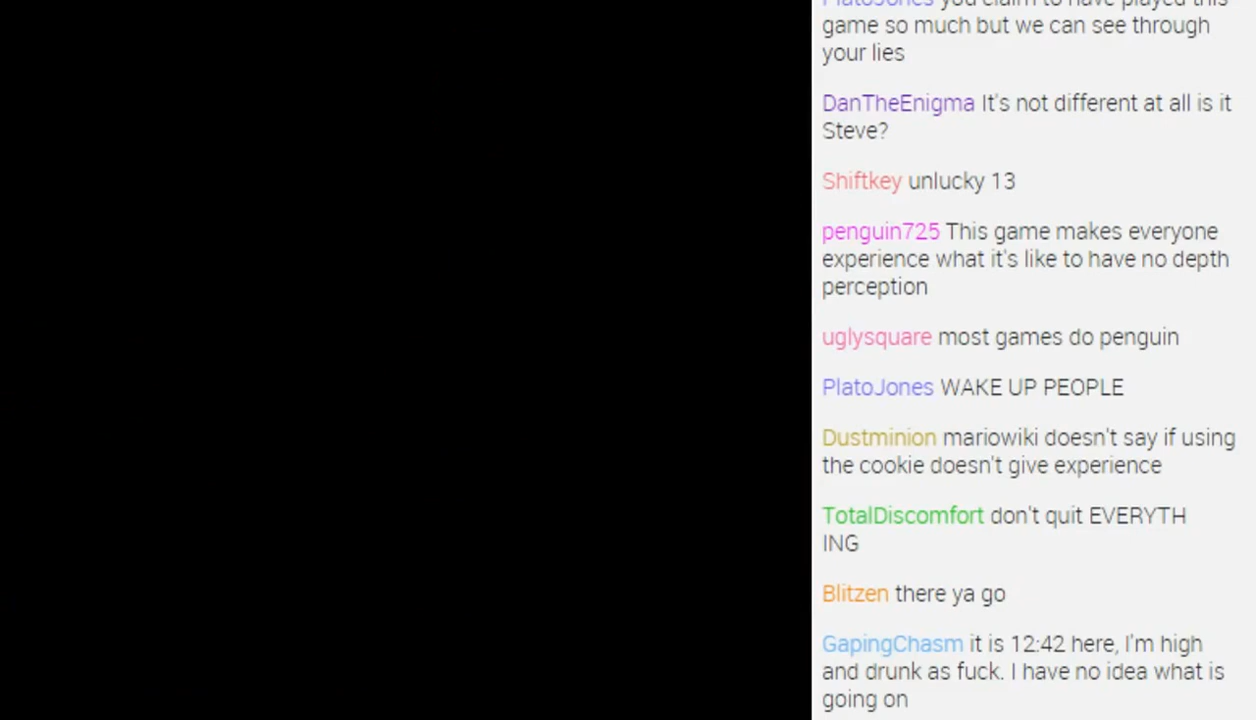 PlatoJones you claim to have played this
game so much but we can see through
your lies
DanTheEnigma It's not different at all is it
Steve?
Shiftkey unlucky 13
penguin725 This game makes everyone
experience what it's like to have no depth
perception
uglysquare most games do penguin
PlatoJones WAKE UP PEOPLE
Dustminion mariowiki doesn't say if using
the cookie doesn't give experience
TotalDiscomfort don't quit EVERYTH
ING
Blitzen there ya go
GapingChasm it is 12:42 here, I'm high
and drunk as fuck. I have no idea what is
going on